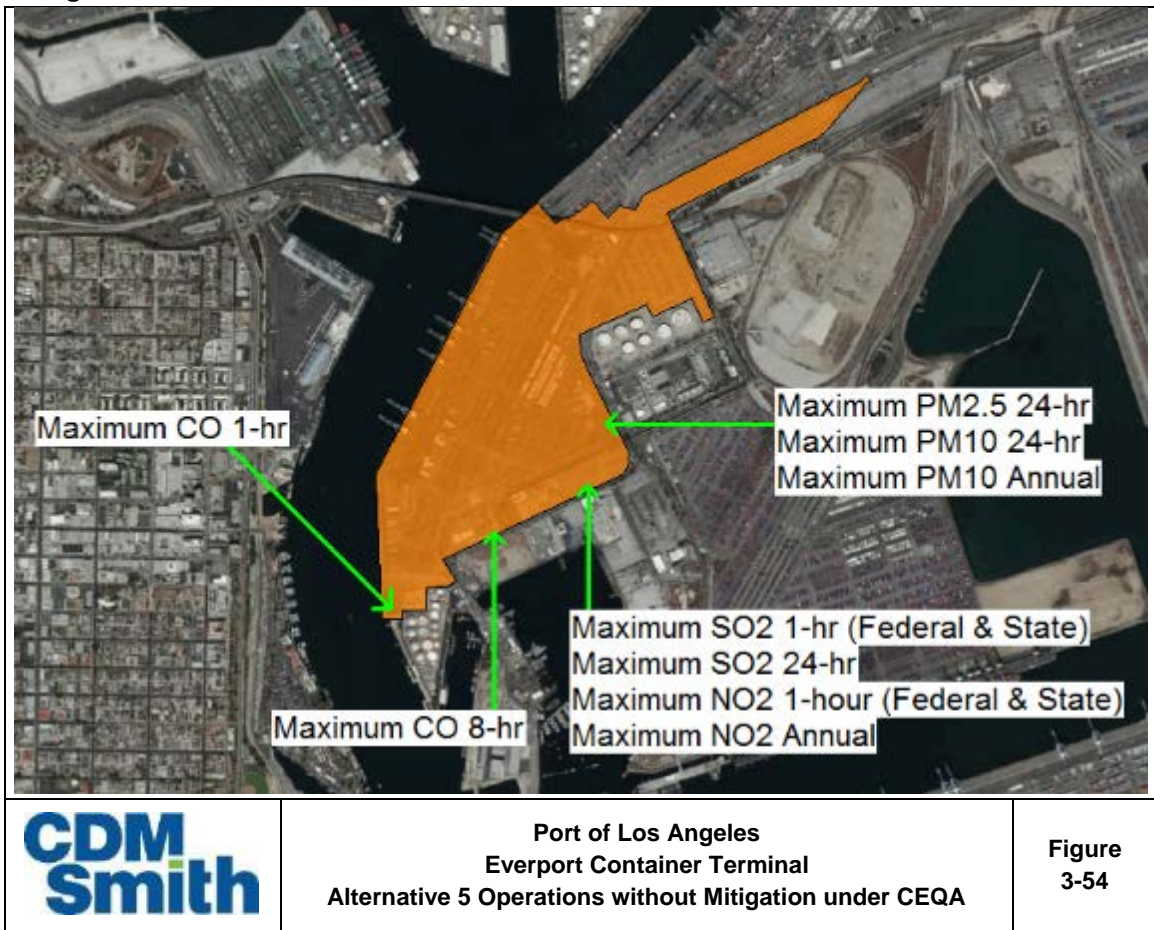 Maximum CO 1-hr
Maximum PM2.5 24-hr
Maximum PM10 24-hr
Maximum PM10 Annual
Maximum SO2 1-hr (Federal & State)
Maximum SO2 24-hr
Maximum NO2 1-hour (Federal & State)
Maximum NO2 Annual
Maximum CO 8-hr
CDM
Smith
Port of Los Angeles
Everport Container Terminal
Alternative 5 Operations without Mitigation under CEQA
Figure
3-54